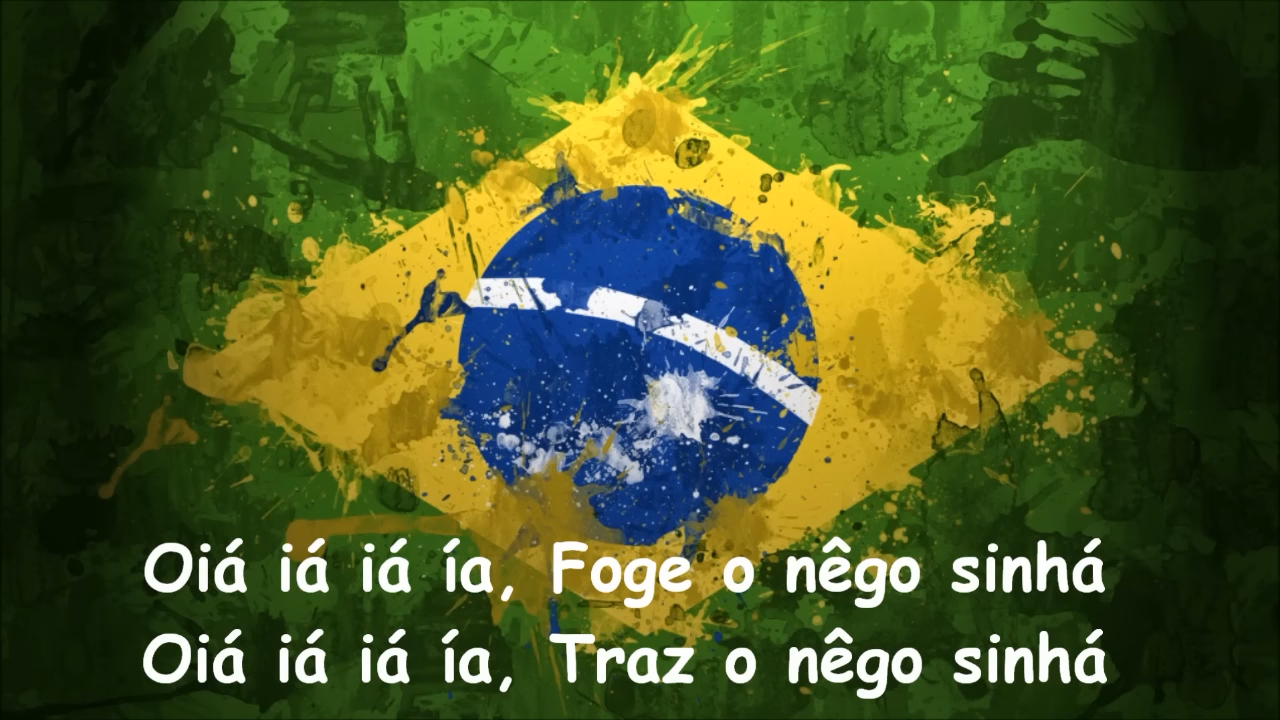 Oiá iá iá ía, Foge o nêgo sinhá
Oiá iá iá ía, Traz o nêgo sinhá